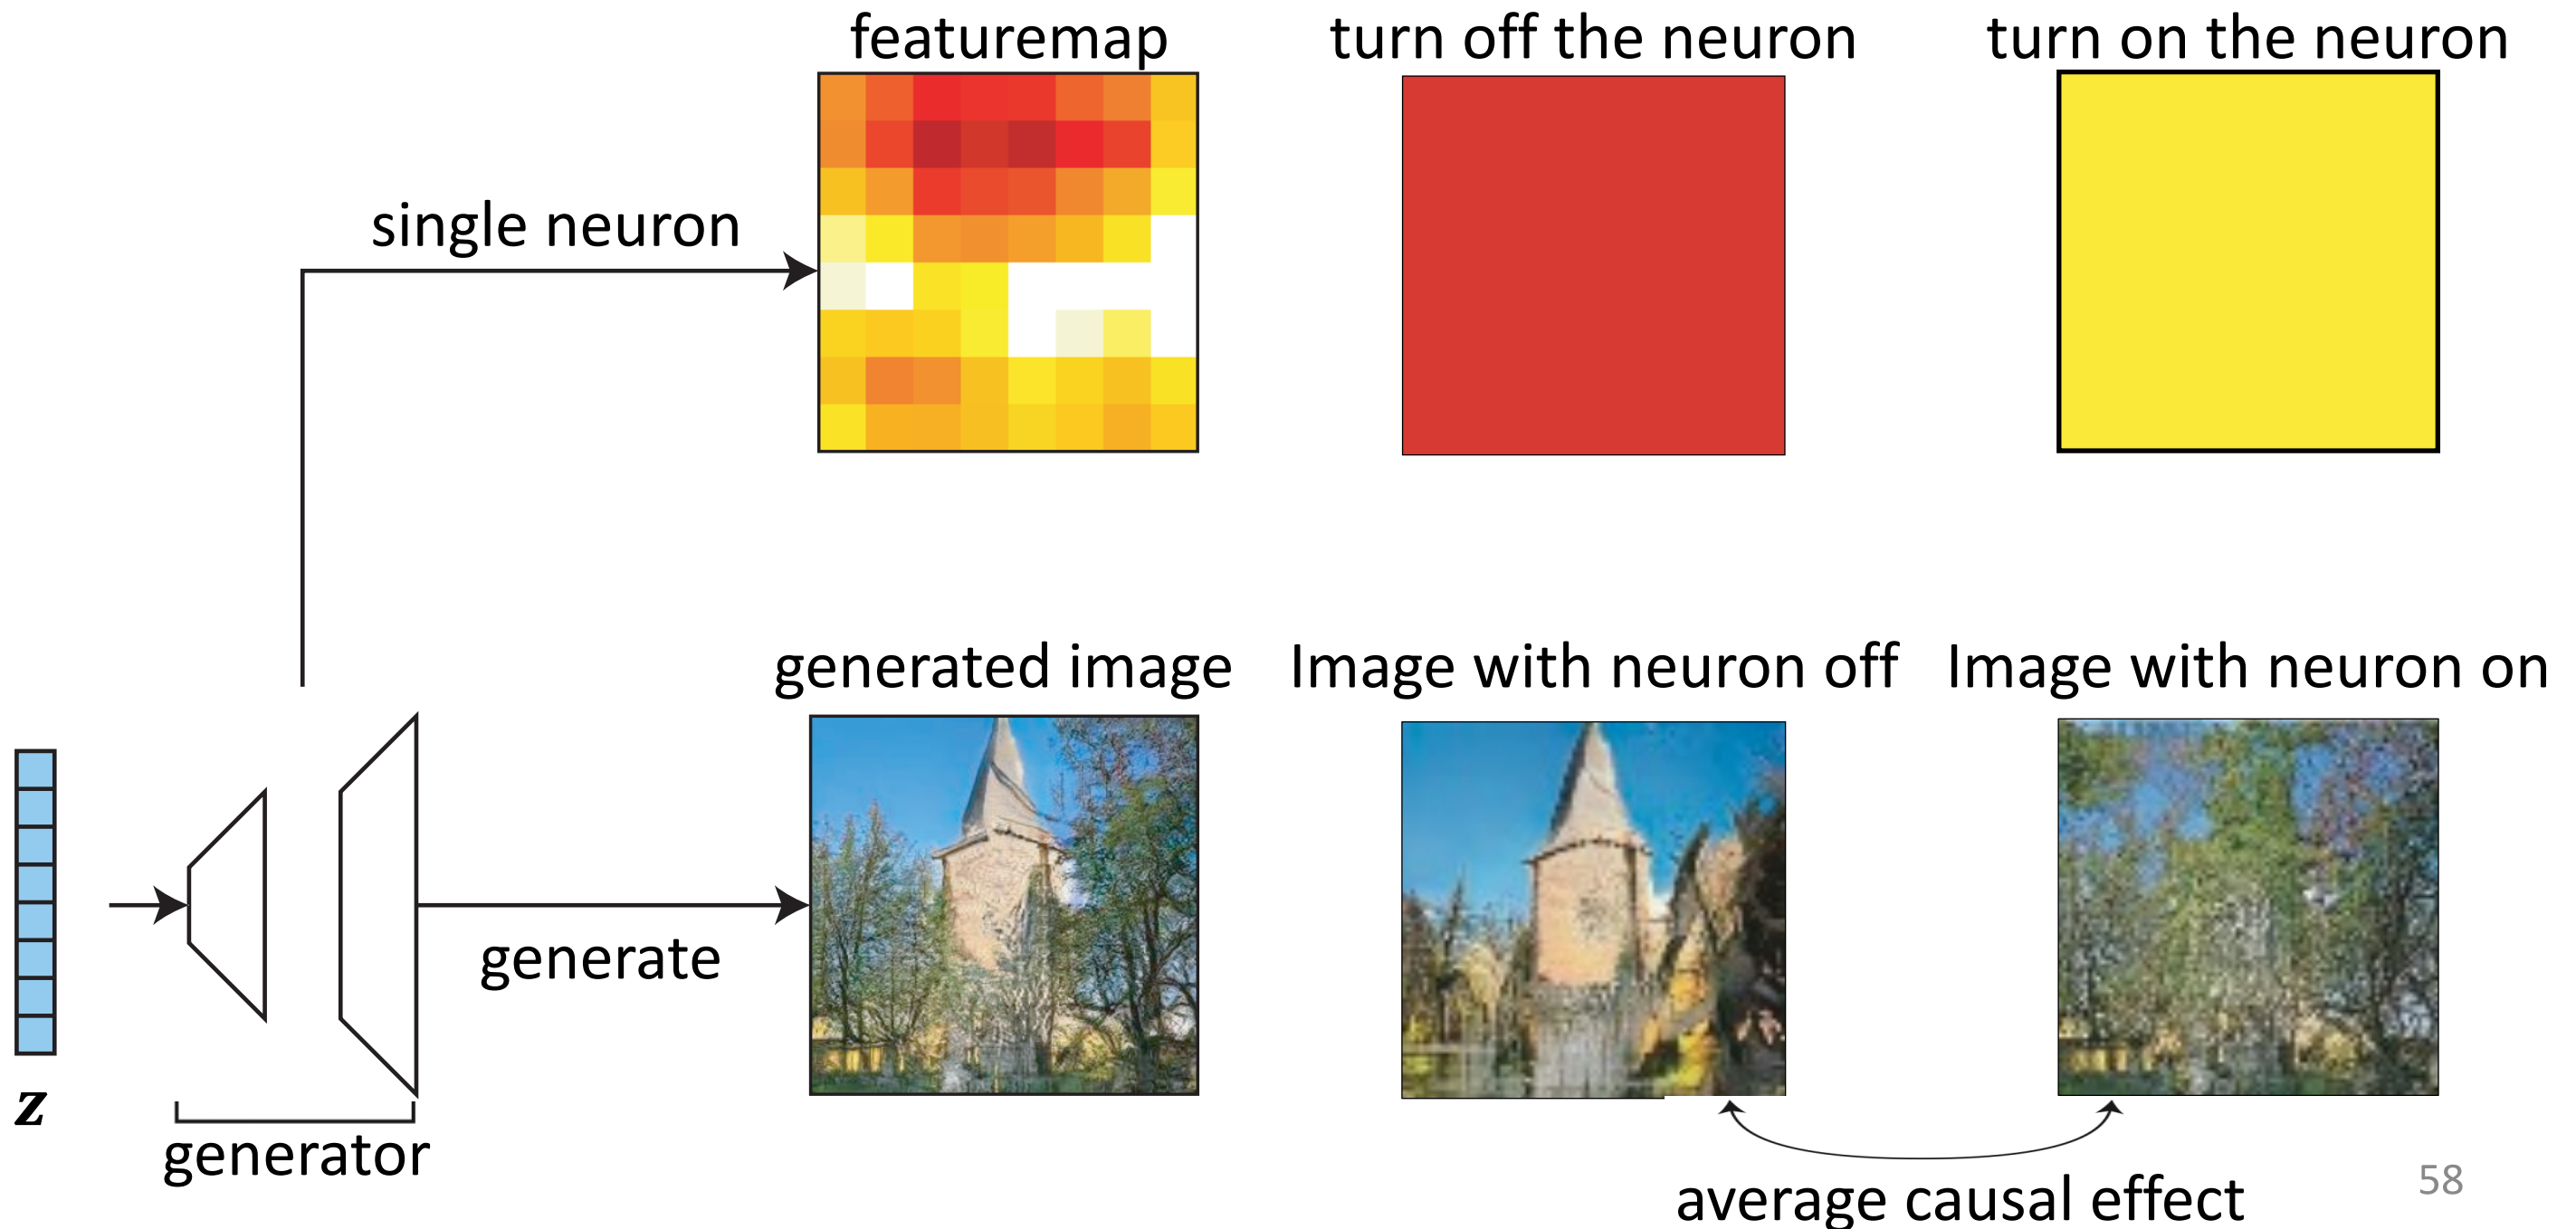 featuremap
turn off the neuron
turn on the neuron
single neuron
generated image
Image with neuron off
Image with neuron on
generate
z
generator
average causal effect
58